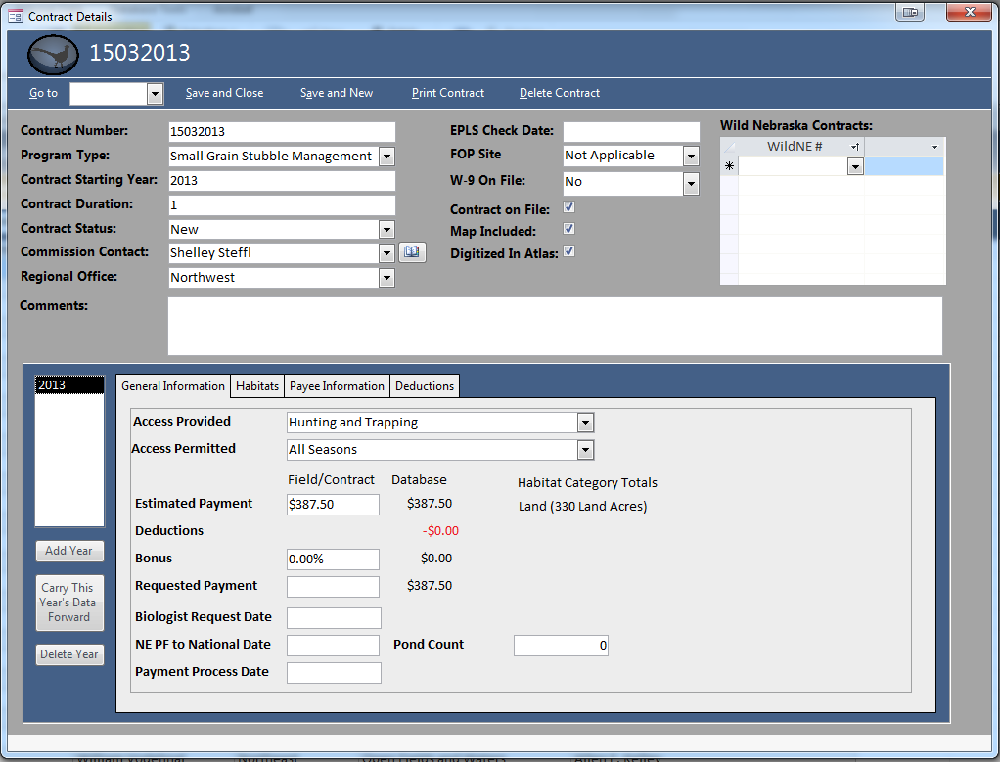 Contract Details
15032013
Go to
Save and Close
Save and New
Print Contract
Delete Contract
Contract Number: 15032013
Program Type: Small Grain Stubble Management
Contract Starting Year: 2013
Contract Duration: 1
Contract Status: New
Commission Contact: Shelley Steffl
Regional Office: Northwest
EPLS Check Date:
FOP Site Not Applicable
W-9 On File: No
Contract on File:
Map Included:
Digitized In Atlas:
Wild Nebraska Contracts:
WildNE #
Comments:
2013
Add Year
Carry This
Year's Data
Forward
Delete Year
General Information Habitats Payee Information Deductions
Access Provided Hunting and Trapping
Access Permitted All Seasons
Field/Contract Database Habitat Category Totals
Estimated Payment $387.50 $387.50 Land (330 Land Acres)
Deductions -$0.00
Bonus 0.00% $0.00
Requested Payment $387.50
Biologist Request Date
NE PF to National Date Pond Count 0
Payment Process Date